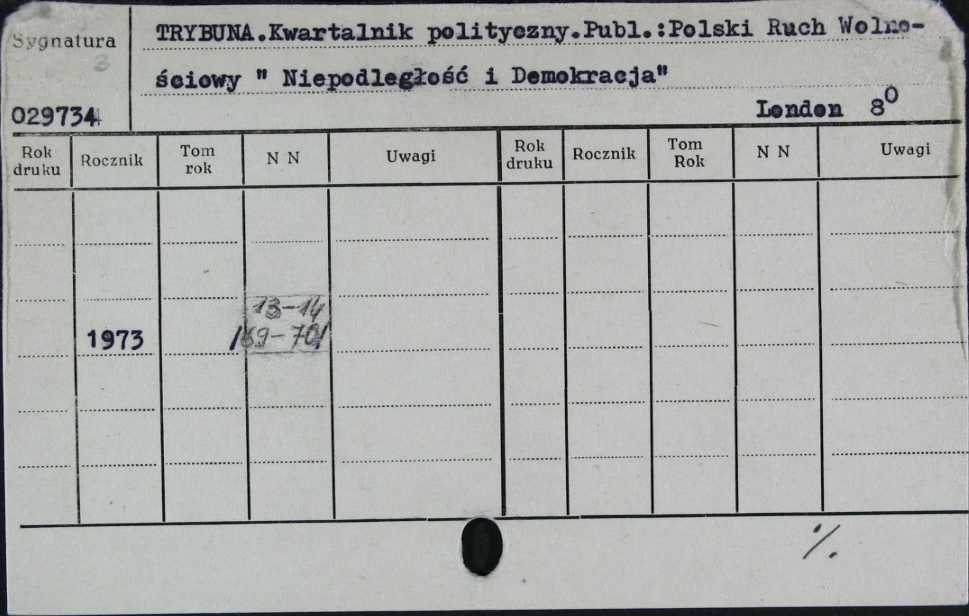 Sygnatura
TRYBUNA.Kwartalnik polityczny.Publ.:Polski Ruch Wolno-
3
ściowy " Niepodległość i Demokracja"
029734
London 8⁰
Rok druku Rocznik Tom rok N N Uwagi Rok druku Rocznik Tom Rok N N Uwagi
13-14
1973 /69-70/
%.